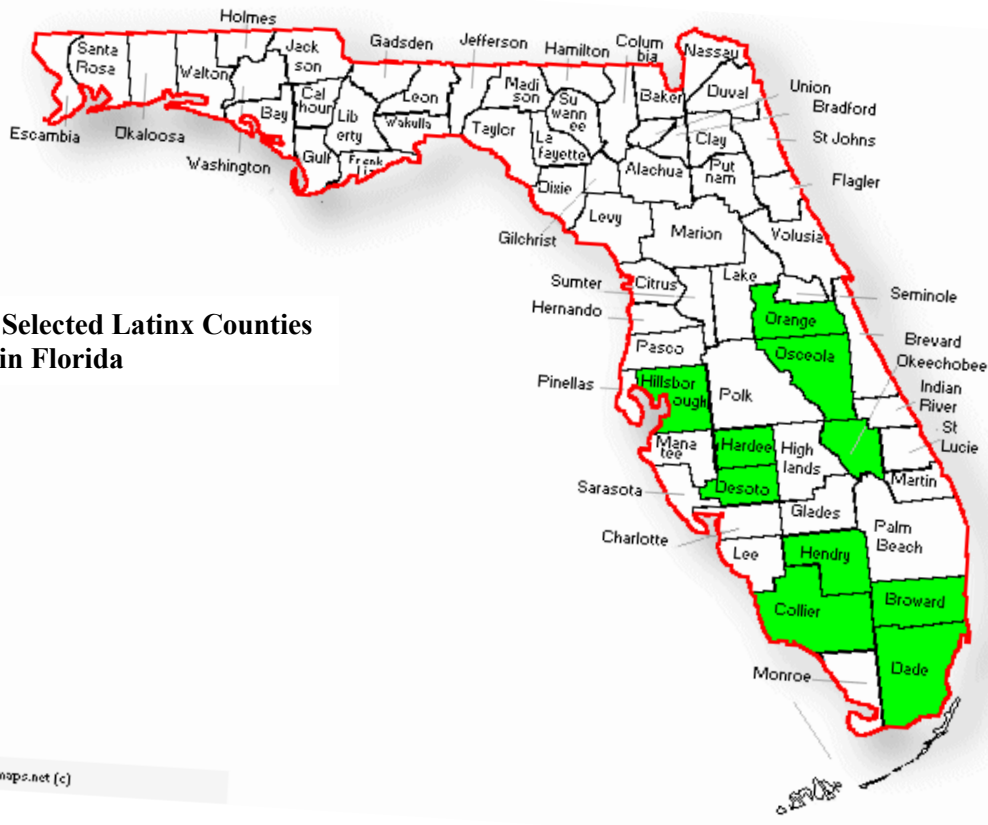 Holmes
Santa
Rosa
Walton
Jack
son
Gadsden
Jefferson
Hamilton
Colum
bia
Nassau
Escambia
Okaloosa
Washington
Bay
Cal
houn
Gulf
Lib
erty
Frank
Leon
Wakulla
Taylor
Madi
son
Su
wann
ee
La
fayette
Dixie
Baker
Duval
Union
Bradford
St Johns
Clay
Put
nam
Alachua
Flagler
Gilchrist
Levy
Marion
Volusia
Sumter
Citrus
Lake
Seminole
Hernando
Orange
Brevard
Okeechobee
Osceola
Pasco
Pinellas
Hillsbor
ough
Polk
Indian
River
St
Lucie
Mana
tee
Hardee
High
lands
Martin
Sarasota
Desoto
Charlotte
Glades
Palm
Beach
Lee
Hendry
Collier
Broward
Monroe
Dade
Selected Latinx Counties
in Florida
maps.net (c)